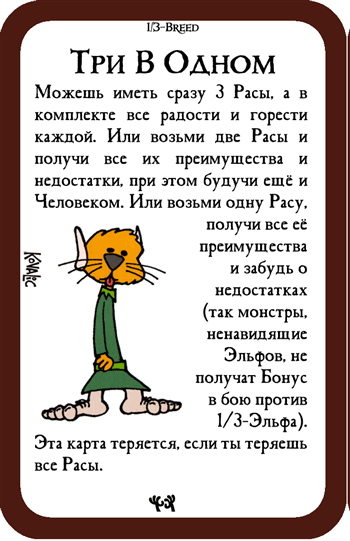 1/3-Breed
Три В Одном
Можешь иметь сразу 3 Расы, а в
комплекте все радости и горести
каждой. Или возьми две Расы и
получи все их преимущества и
недостатки, при этом будучи ещё и
Человеком. Или возьми одну Расу,
получи все её
преимущества
и забудь о
недостатках
(так монстры,
ненавидящие
Эльфов, не
получат Бонус
в бою против
1/3-Эльфа).
Эта карта теряется, если ты теряешь
все Расы.
Kovalic